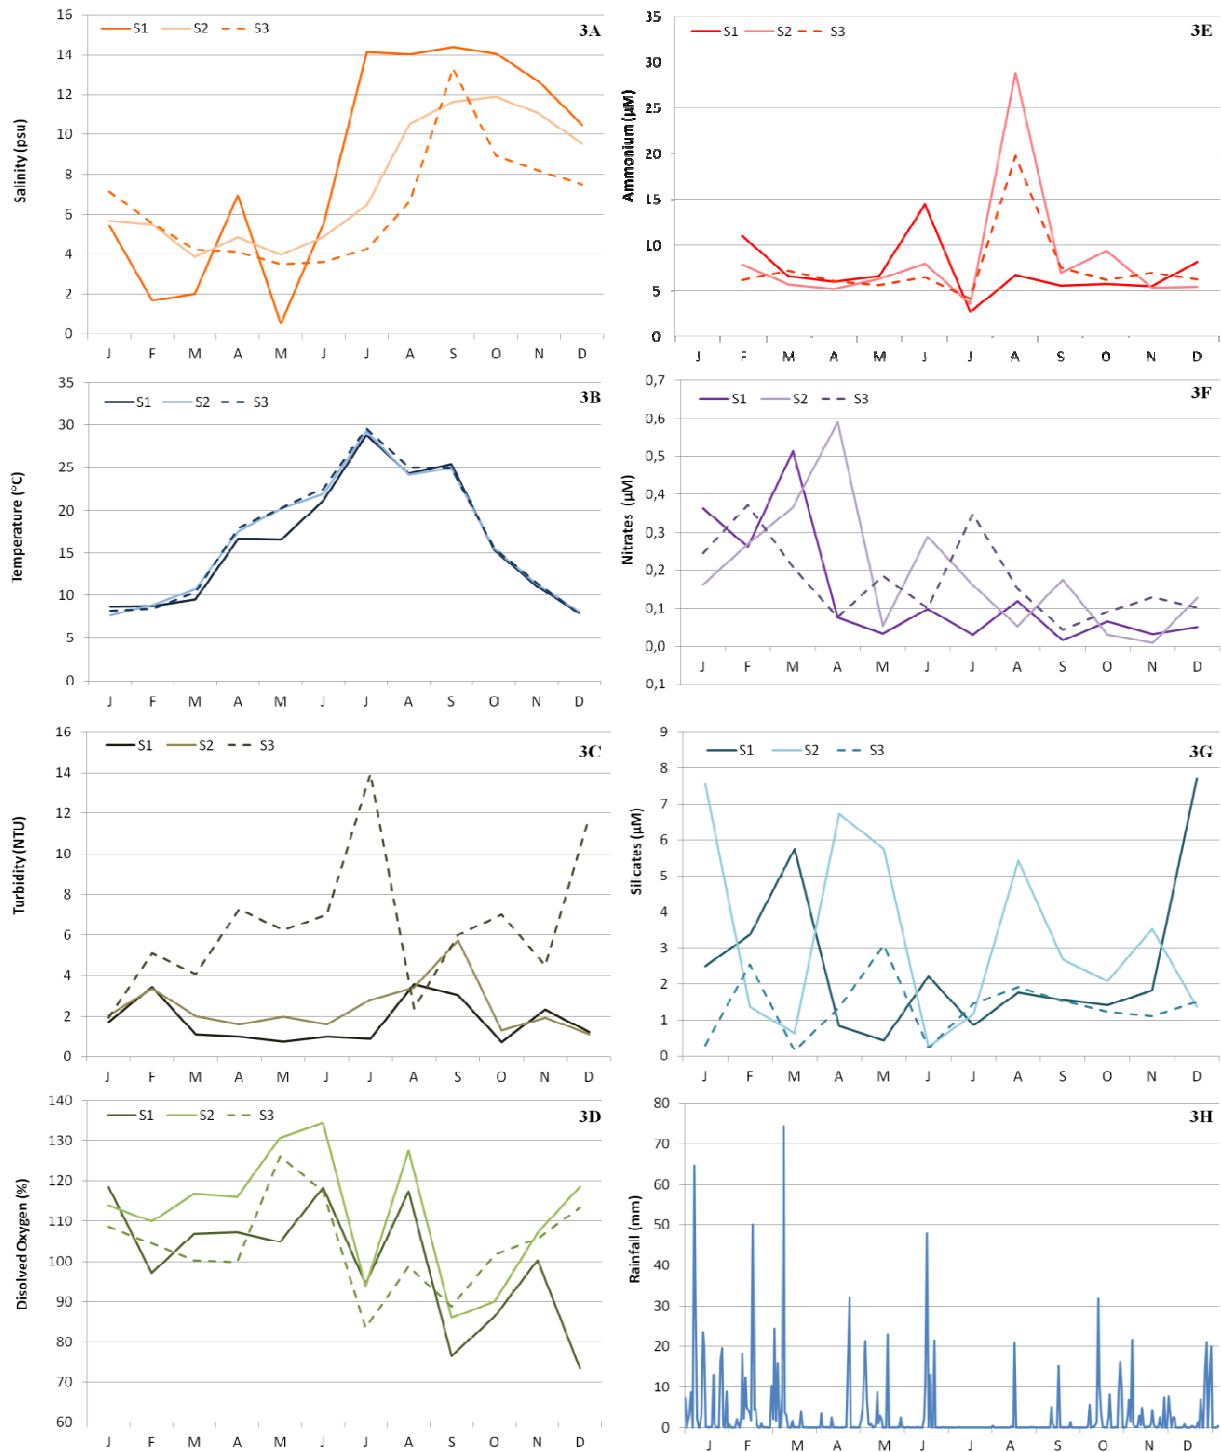 S1 S2 S3
3A
16
14
12
10
8
6
4
2
0
Salinity (psu)
J F M A M J J A S O N D
S1 S2 S3
3E
35
30
25
20
15
10
5
0
Ammonium (µM)
J F M A M J J A S O N D
S1 S2 S3
3B
35
30
25
20
15
10
5
0
Temperature (°C)
J F M A M J J A S O N D
S1 S2 S3
3F
0,7
0,6
0,5
0,4
0,3
0,2
0,1
0,0
0,1
Nitrates (µM)
J F M A M J J A S O N D
S1 S2 S3
3C
16
14
12
10
8
6
4
2
0
Turbidity (NTU)
J F M A M J J A S O N D
S1 S2 S3
3G
9
8
7
6
5
4
3
2
1
0
Silicates (µM)
J F M A M J J A S O N D
S1 S2 S3
3D
140
130
120
110
100
90
80
70
60
Disolved Oxygen (%)
J F M A M J J A S O N D
3H
80
70
60
50
40
30
20
10
0
Rainfall (mm)
J F M A M J J A S O N D